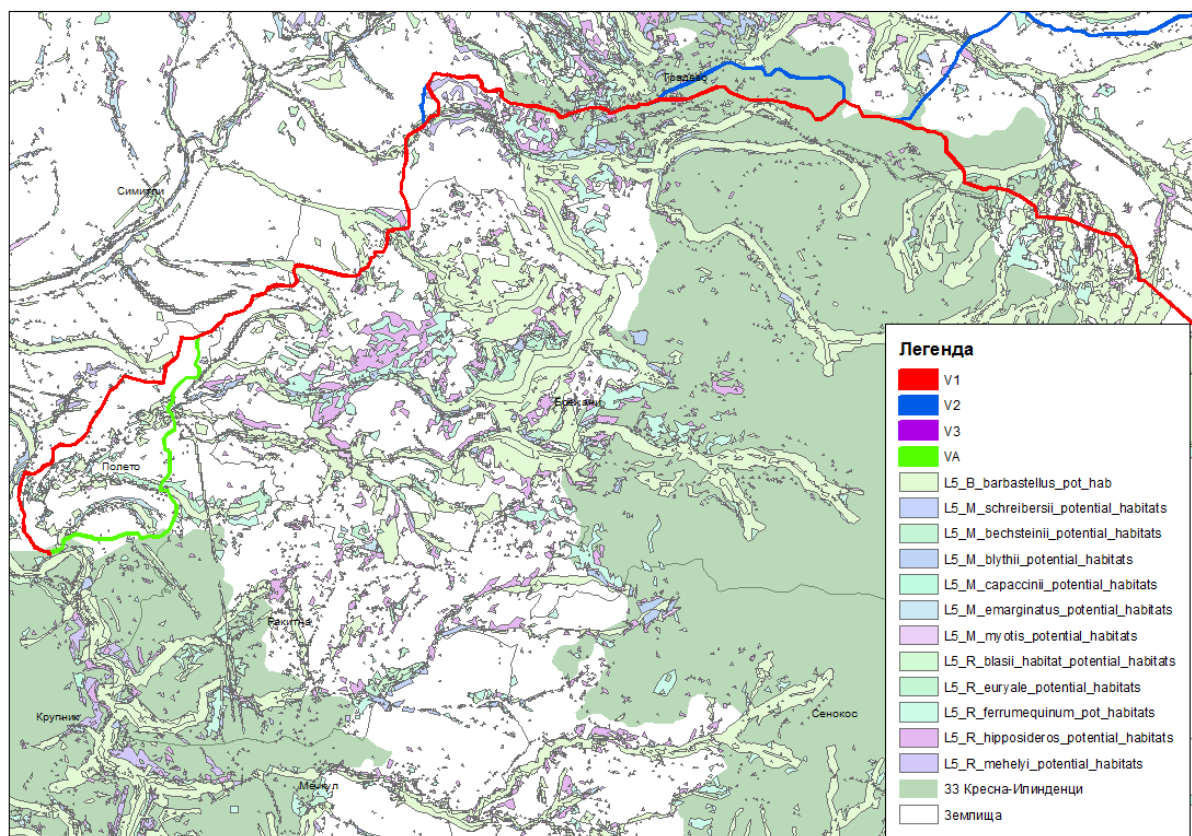 Градево
Симитли
Брежани
Полето
Ракитна
Крупник
Сенокос
Мечкул
Легенда
V1
V2
V3
VA
L5_B_barbastellus_pot_hab
L5_M_schreibersii_potential_habitats
L5_M_bechsteinii_potential_habitats
L5_M_blythii_potential_habitats
L5_M_capaccinii_potential_habitats
L5_M_emarginatus_potential_habitats
L5_M_myotis_potential_habitats
L5_R_blasii_habitat_potential_habitats
L5_R_euryale_potential_habitats
L5_R_ferrumequinum_pot_habitats
L5_R_hipposideros_potential_habitats
L5_R_mehelyi_potential_habitats
ЗЗ Кресна-Илинденци
Землища